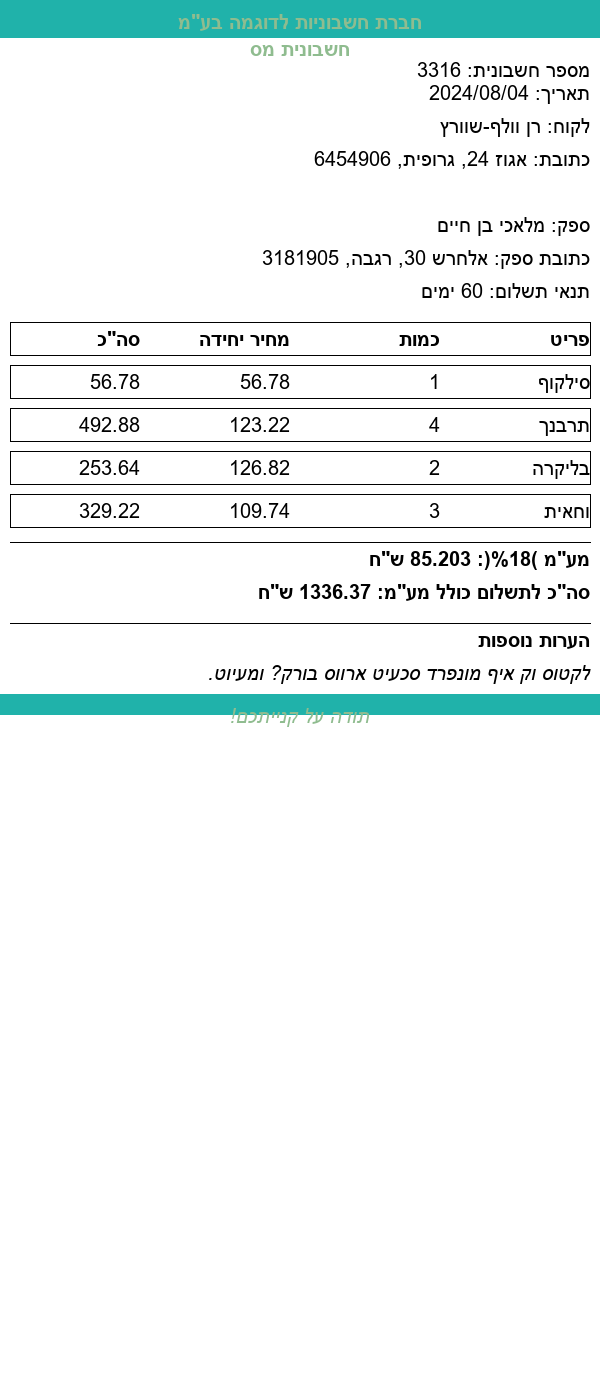 חברת חשבוניות לדוגמה בע"מ
חשבונית מס
מספר חשבונית: 3316
תאריך: 2024/08/04
לקוח: רן וולף-שוורץ
כתובת: אגוז 24, גרופית, 6454906
ספק: מלאכי בן חיים
כתובת ספק: אלחרש 30, רגבה, 3181905
תנאי תשלום: 60 ימים
פריט כמות מחיר יחידה סה"כ
סילקוף 1 56.78 56.78
תרבנך 4 123.22 492.88
בליקרה 2 126.82 253.64
וחאית 3 109.74 329.22
מע"מ )18%(: 85.203 ש"ח
סה"כ לתשלום כולל מע"מ: 1336.37 ש"ח
הערות נוספות
לקטוס וק איף מונפרד סכעיט ארווס בורק? ומעיוט.
תודה על קנייתכם!